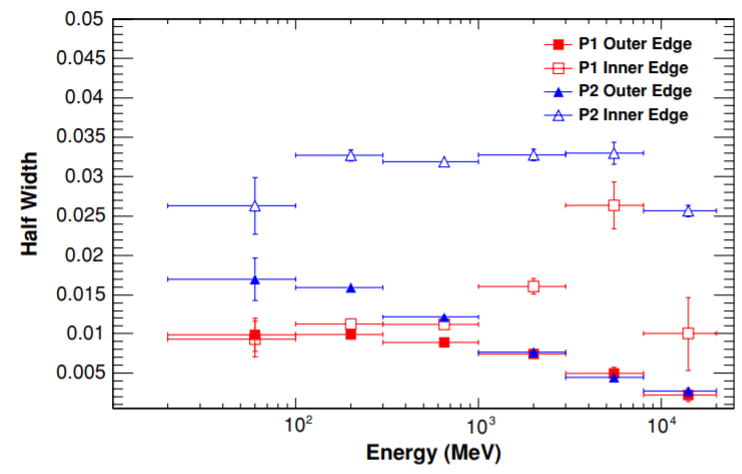 0.05
0.045
0.04
0.035
0.03
0.025
0.02
0.015
0.01
0.005
Half Width
P1 Outer Edge
P1 Inner Edge
P2 Outer Edge
P2 Inner Edge
10²
10³
10⁴
Energy (MeV)